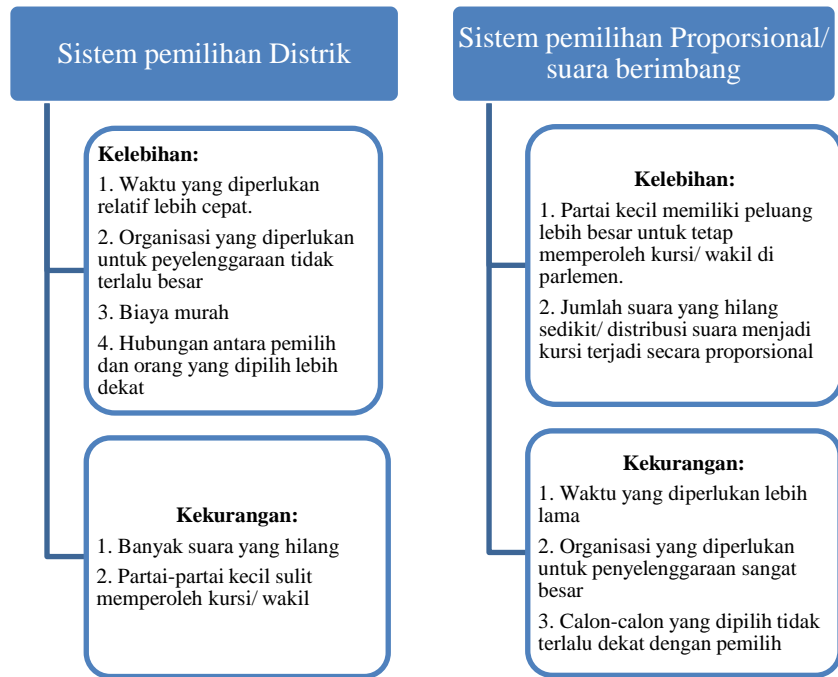 Sistem pemilihan Distrik
Kelebihan:
1. Waktu yang diperlukan
relatif lebih cepat.
2. Organisasi yang diperlukan
untuk peyelenggaraan tidak
terlalu besar
3. Biaya murah
4. Hubungan antara pemilih
dan orang yang dipilih lebih
dekat
Kekurangan:
1. Banyak suara yang hilang
2. Partai-partai kecil sulit
memperoleh kursi/ wakil
Sistem pemilihan Proporsional/
suara berimbang
Kelebihan:
1. Partai kecil memiliki peluang
lebih besar untuk tetap
memperoleh kursi/ wakil di
parlemen.
2. Jumlah suara yang hilang
sedikit/ distribusi suara menjadi
kursi terjadi secara proporsional
Kekurangan:
1. Waktu yang diperlukan lebih
lama
2. Organisasi yang diperlukan
untuk penyelenggaraan sangat
besar
3. Calon-calon yang dipilih tidak
terlalu dekat dengan pemilih